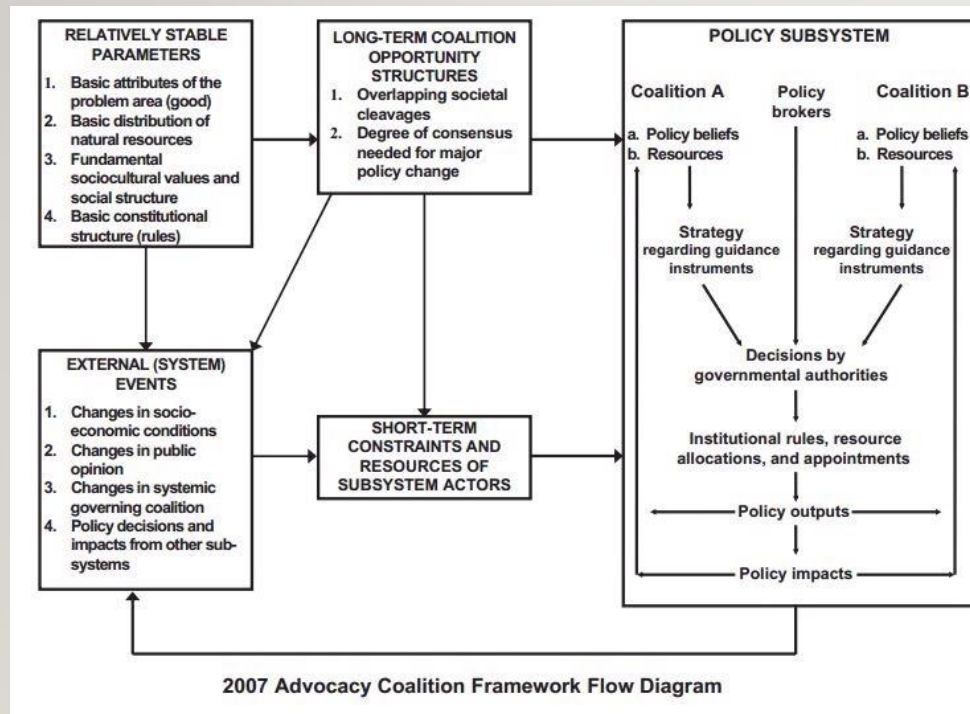 RELATIVELY STABLE
PARAMETERS
1. Basic attributes of the
problem area (good)
2. Basic distribution of
natural resources
3. Fundamental
sociocultural values and
social structure
4. Basic constitutional
structure (rules)
LONG-TERM COALITION
OPPORTUNITY
STRUCTURES
1. Overlapping societal
cleavages
2. Degree of consensus
needed for major
policy change
EXTERNAL (SYSTEM)
EVENTS
1. Changes in socio-
economic conditions
2. Changes in public
opinion
3. Changes in systemic
governing coalition
4. Policy decisions and
impacts from other sub-
systems
SHORT-TERM
CONSTRAINTS AND
RESOURCES OF
SUBSYSTEM ACTORS
POLICY SUBSYSTEM
Coalition A
a. Policy beliefs
b. Resources
Strategy
regarding guidance
instruments
Policy
brokers
Coalition B
a. Policy beliefs
b. Resources
Strategy
regarding guidance
instruments
Decisions by
governmental authorities
Institutional rules, resource
allocations, and appointments
Policy outputs
Policy impacts
2007 Advocacy Coalition Framework Flow Diagram